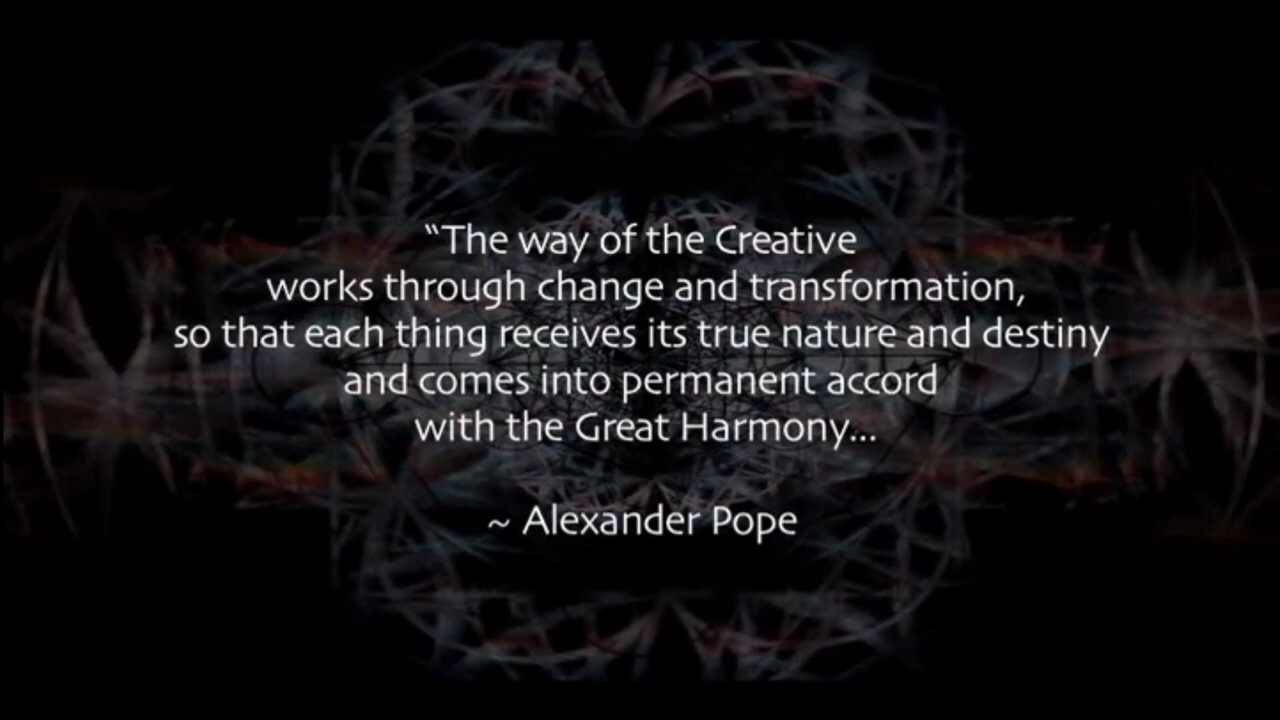 “The way of the Creative
works through change and transformation,
so that each thing receives its true nature and destiny
and comes into permanent accord
with the Great Harmony...
~ Alexander Pope